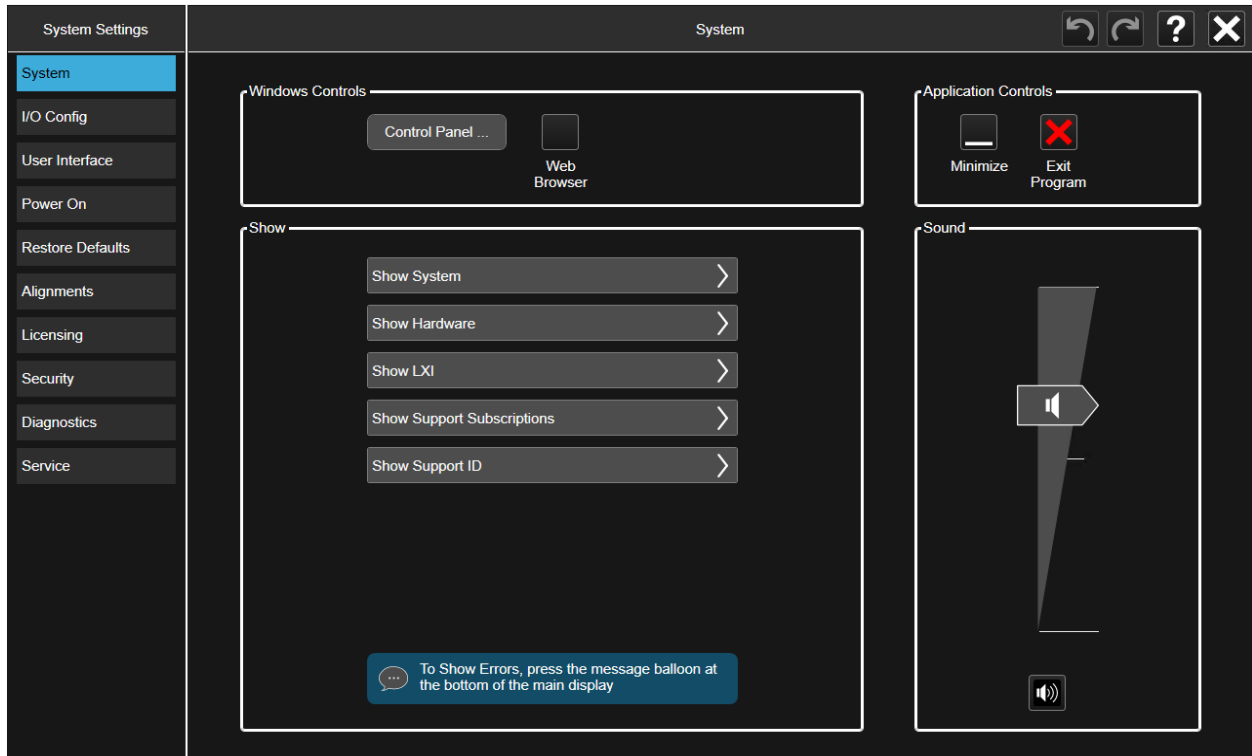 System Settings
System
System
I/O Config
User Interface
Power On
Restore Defaults
Alignments
Licensing
Security
Diagnostics
Service
Windows Controls
Control Panel ...
Web
Browser
Application Controls
Minimize
Exit
Program
Show
Show System
Show Hardware
Show LXI
Show Support Subscriptions
Show Support ID
To Show Errors, press the message balloon at
the bottom of the main display
Sound